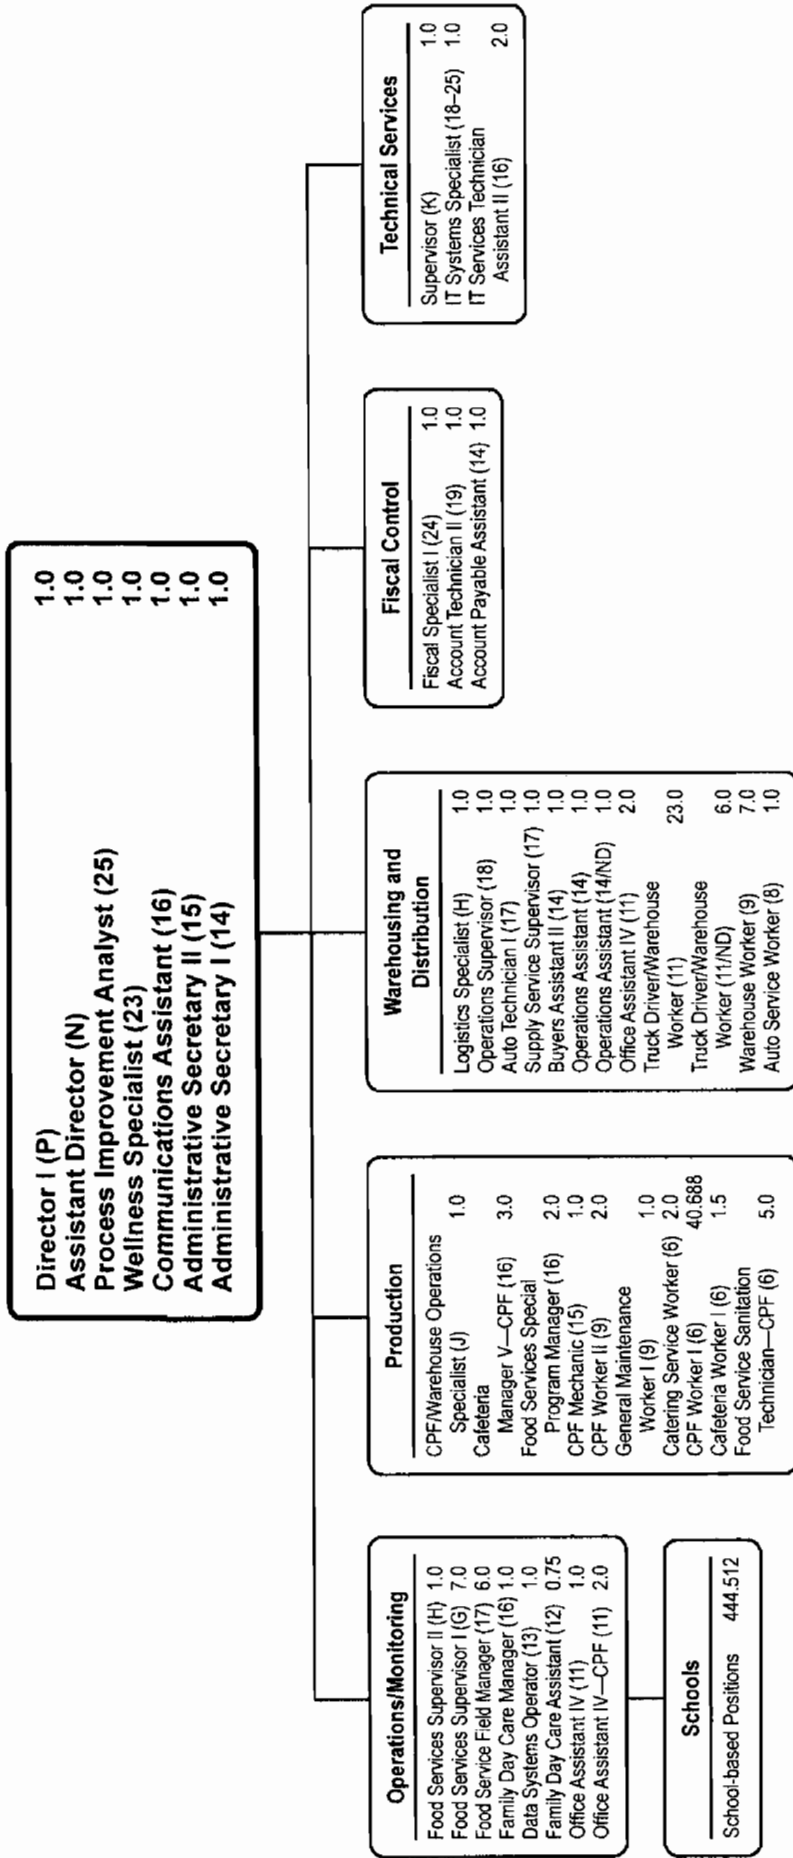 Director I (P) 1.0
Assistant Director (N) 1.0
Process Improvement Analyst (25) 1.0
Wellness Specialist (23) 1.0
Communications Assistant (16) 1.0
Administrative Secretary II (15) 1.0
Administrative Secretary I (14) 1.0
Operations/Monitoring
Food Services Supervisor II (H) 1.0
Food Services Supervisor I (G) 7.0
Food Service Field Manager (17) 6.0
Family Day Care Manager (16) 1.0
Data Systems Operator (13) 1.0
Family Day Care Assistant (12) 0.75
Office Assistant IV (11) 1.0
Office Assistant IV—CPF (11) 2.0
Schools
School-based Positions 444.512
Production
CPF/Warehouse Operations
Specialist (J) 1.0
Cafeteria
Manager V—CPF (16) 3.0
Food Services Special
Program Manager (16) 2.0
CPF Mechanic (15) 1.0
CPF Worker II (9) 2.0
General Maintenance
Worker I (9) 1.0
Catering Service Worker (6) 2.0
CPF Worker I (6) 40.688
Cafeteria Worker I (6) 1.5
Food Service Sanitation
Technician—CPF (6) 5.0
Warehousing and
Distribution
Logistics Specialist (H) 1.0
Operations Supervisor (18) 1.0
Auto Technician I (17) 1.0
Supply Service Supervisor (17) 1.0
Buyers Assistant II (14) 1.0
Operations Assistant (14) 1.0
Operations Assistant (14/ND) 1.0
Office Assistant IV (11) 2.0
Truck Driver/Warehouse
Worker (11) 23.0
Truck Driver/Warehouse
Worker (11/ND) 6.0
Warehouse Worker (9) 7.0
Auto Service Worker (8) 1.0
Fiscal Control
Fiscal Specialist I (24) 1.0
Account Technician II (19) 1.0
Account Payable Assistant (14) 1.0
Technical Services
Supervisor (K) 1.0
IT Systems Specialist (18–25) 1.0
IT Services Technician
Assistant II (16) 2.0